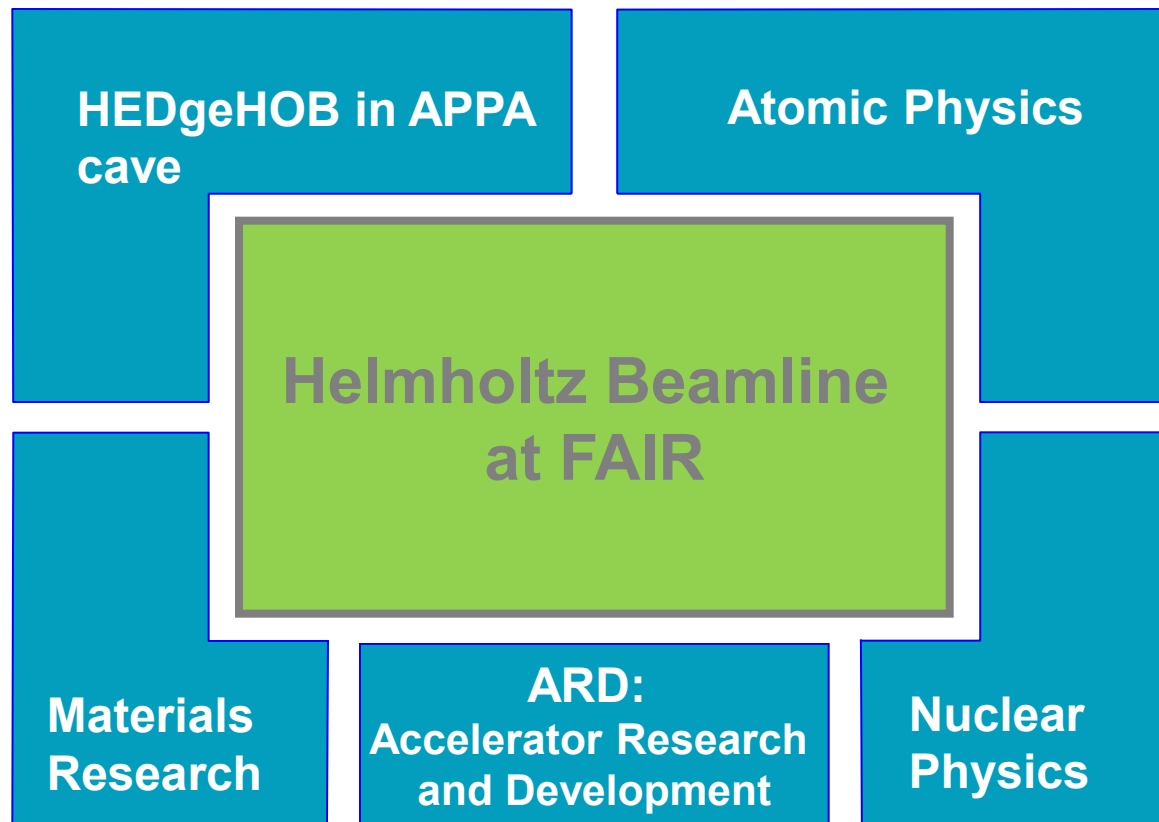 HEDgeHOB in APPA
cave
Atomic Physics
Helmholtz Beamline
at FAIR
Materials
Research
ARD:
Accelerator Research
and Development
Nuclear
Physics